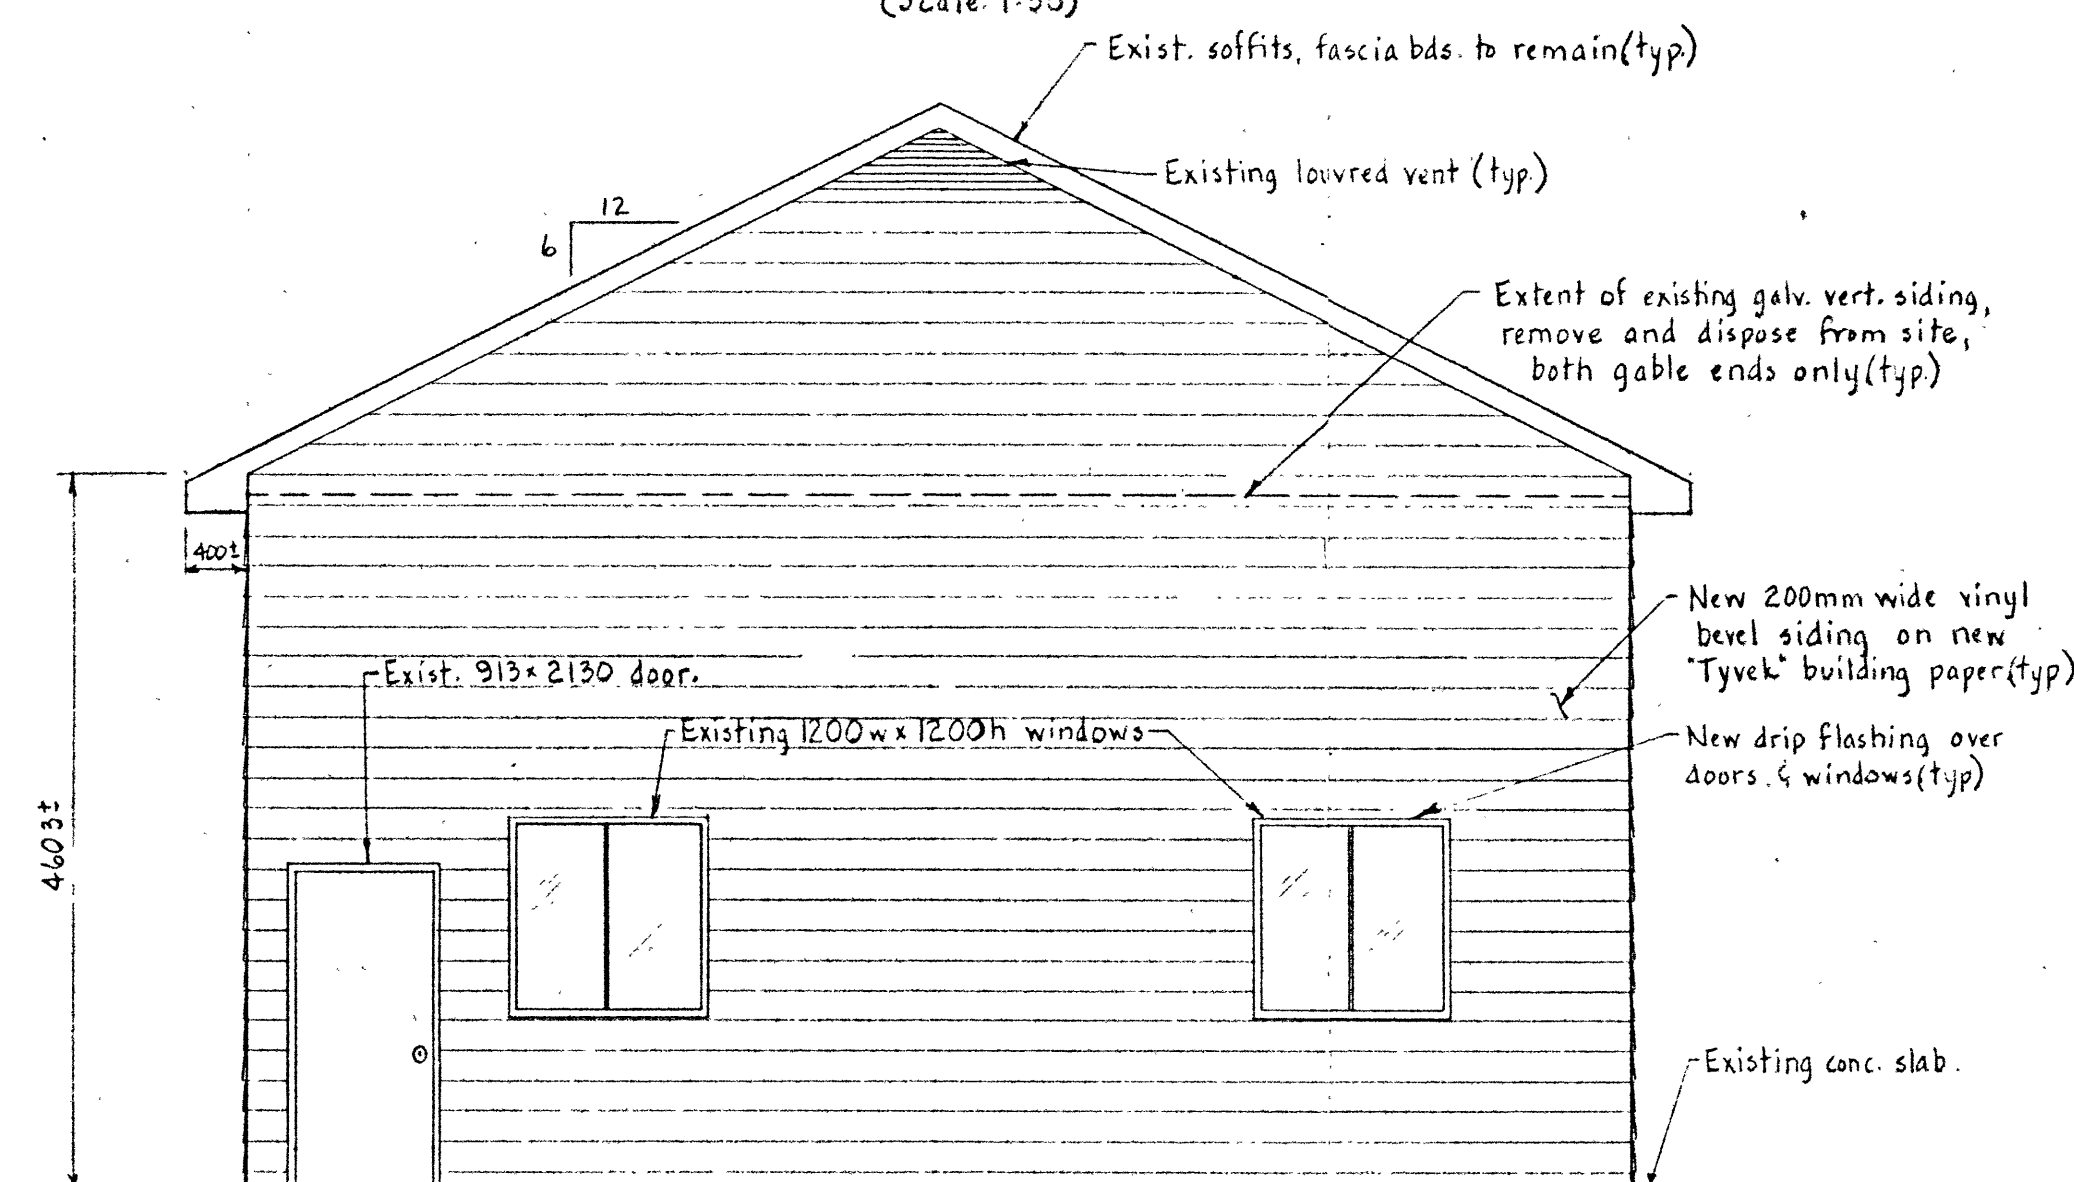 Exist. soffits, fascia bds. to remain (typ.)
Existing louvred vent (typ.)
12
6
Extent of existing galv. vert. siding,
remove and dispose from site,
both gable ends only (typ.)
400±
New 200mm wide vinyl
bevel siding on new
"Tyvek" building paper (typ)
Exist. 913x2130 door.
Existing 1200w x 1200h windows
New drip flashing over
doors & windows (typ)
4603±
Existing conc. slab.